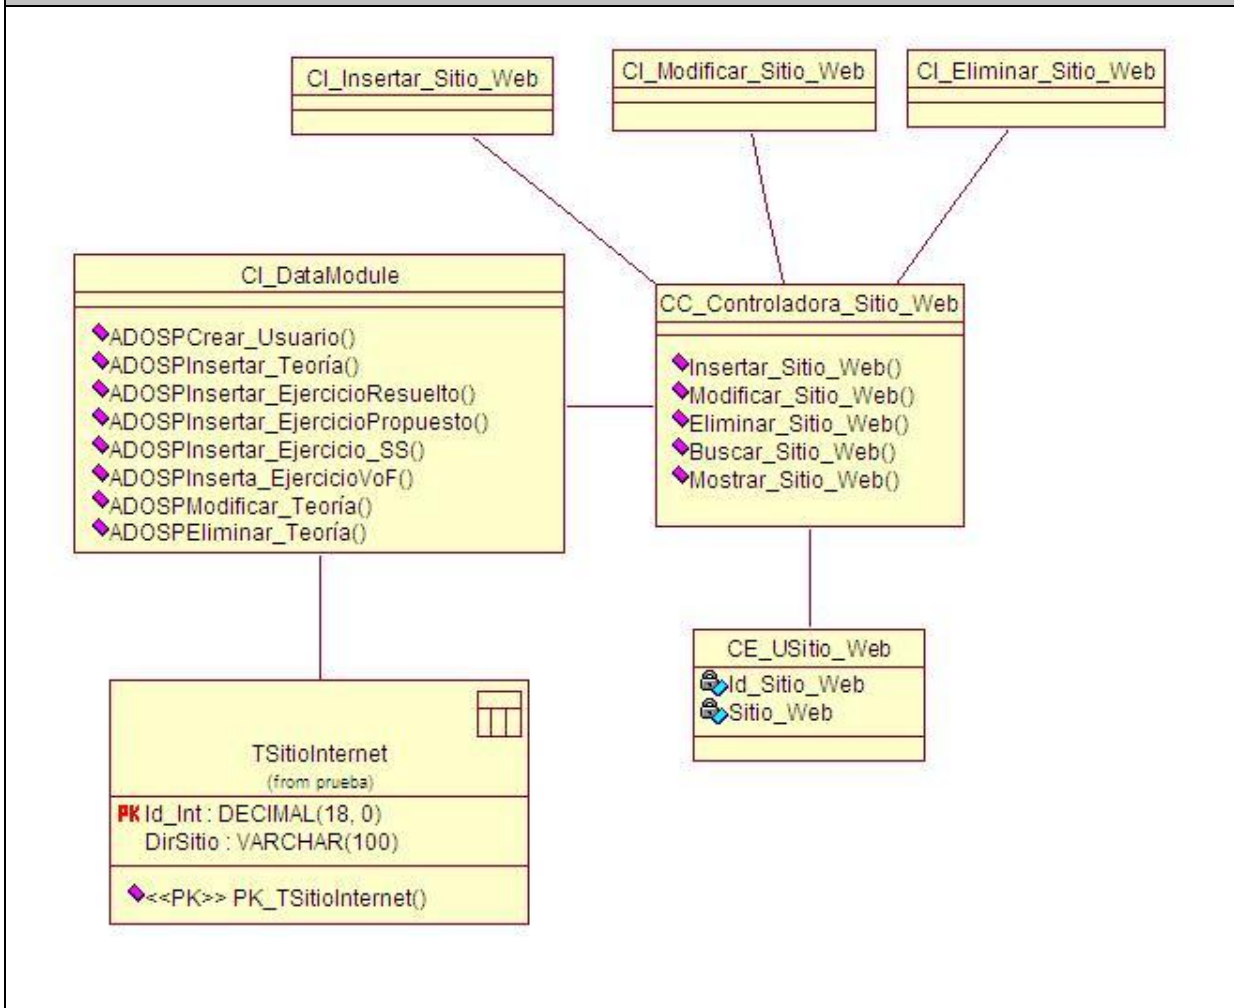 CI_Insertar_Sitio_Web
CI_Modificar_Sitio_Web
CI_Eliminar_Sitio_Web
CI_DataModule
ADOSPCrear_Usuario()
ADOSPInsertar_Teoría()
ADOSPInsertar_EjercicioResuelto()
ADOSPInsertar_EjercicioPropuesto()
ADOSPInsertar_Ejercicio_SS()
ADOSPInserta_EjercicioVoF()
ADOSPModificar_Teoría()
ADOSPEliminar_Teoría()
CC_Controladora_Sitio_Web
Insertar_Sitio_Web()
Modificar_Sitio_Web()
Eliminar_Sitio_Web()
Buscar_Sitio_Web()
Mostrar_Sitio_Web()
CE_USitio_Web
Id_Sitio_Web
Sitio_Web
TSitioInternet
(from prueba)
PK Id_Int : DECIMAL(18, 0)
DirSitio : VARCHAR(100)
<<PK>> PK_TSitioInternet()